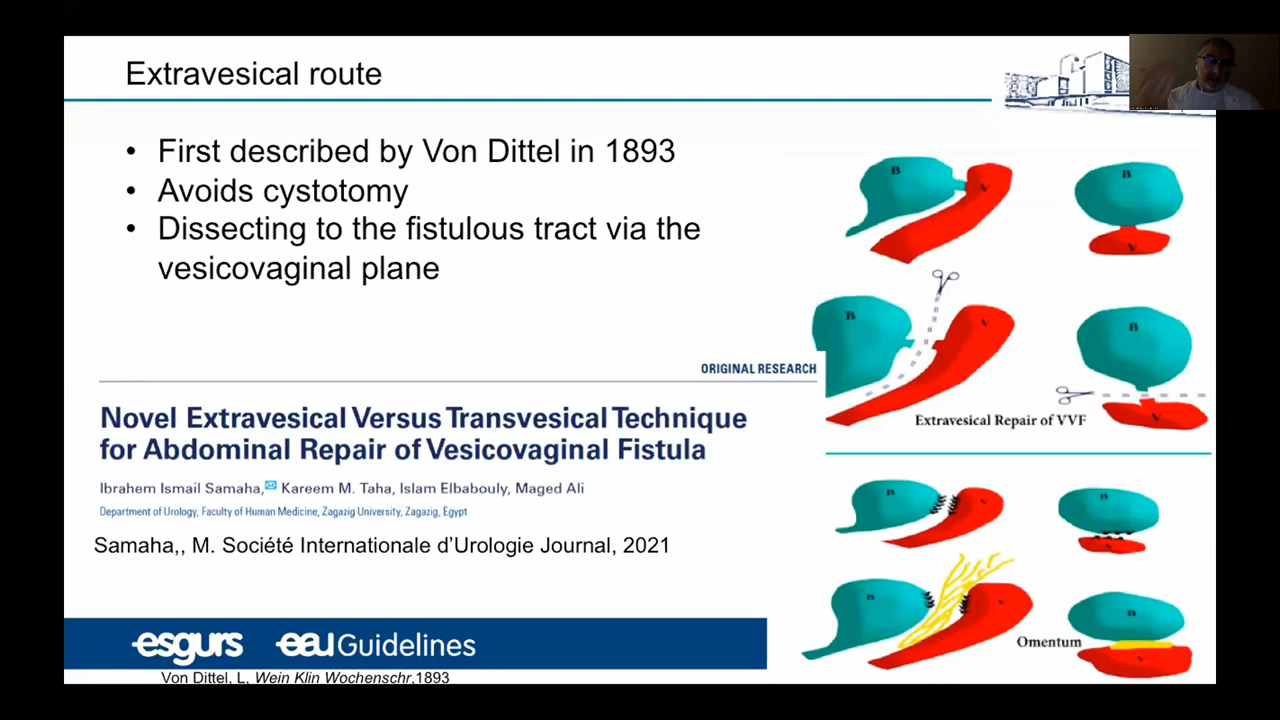 Extravesical route
• First described by Von Dittel in 1893
• Avoids cystotomy
• Dissecting to the fistulous tract via the
vesicovaginal plane
ORIGINAL RESEARCH
Novel Extravesical Versus Transvesical Technique
for Abdominal Repair of Vesicovaginal Fistula
Ibrahem Ismail Samaha, Kareem M. Taha, Islam Elbabouly, Maged Ali
Department of Urology, Faculty of Human Medicine, Zagazig University, Zagazig, Egypt
Samaha,, M. Société Internationale d’Urologie Journal, 2021
esgurs eau Guidelines
Von Dittel, L, Wein Klin Wochenschr,1893
B V B V
B V B V
Extravesical Repair of VVF
B V B V
B V B V
Omentum